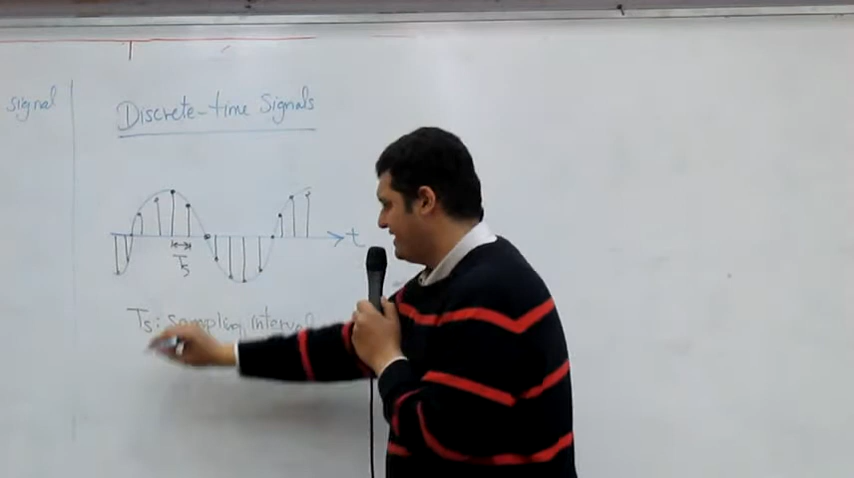 signal
Discrete-time Signals
t
Ts
Ts: sampling interval